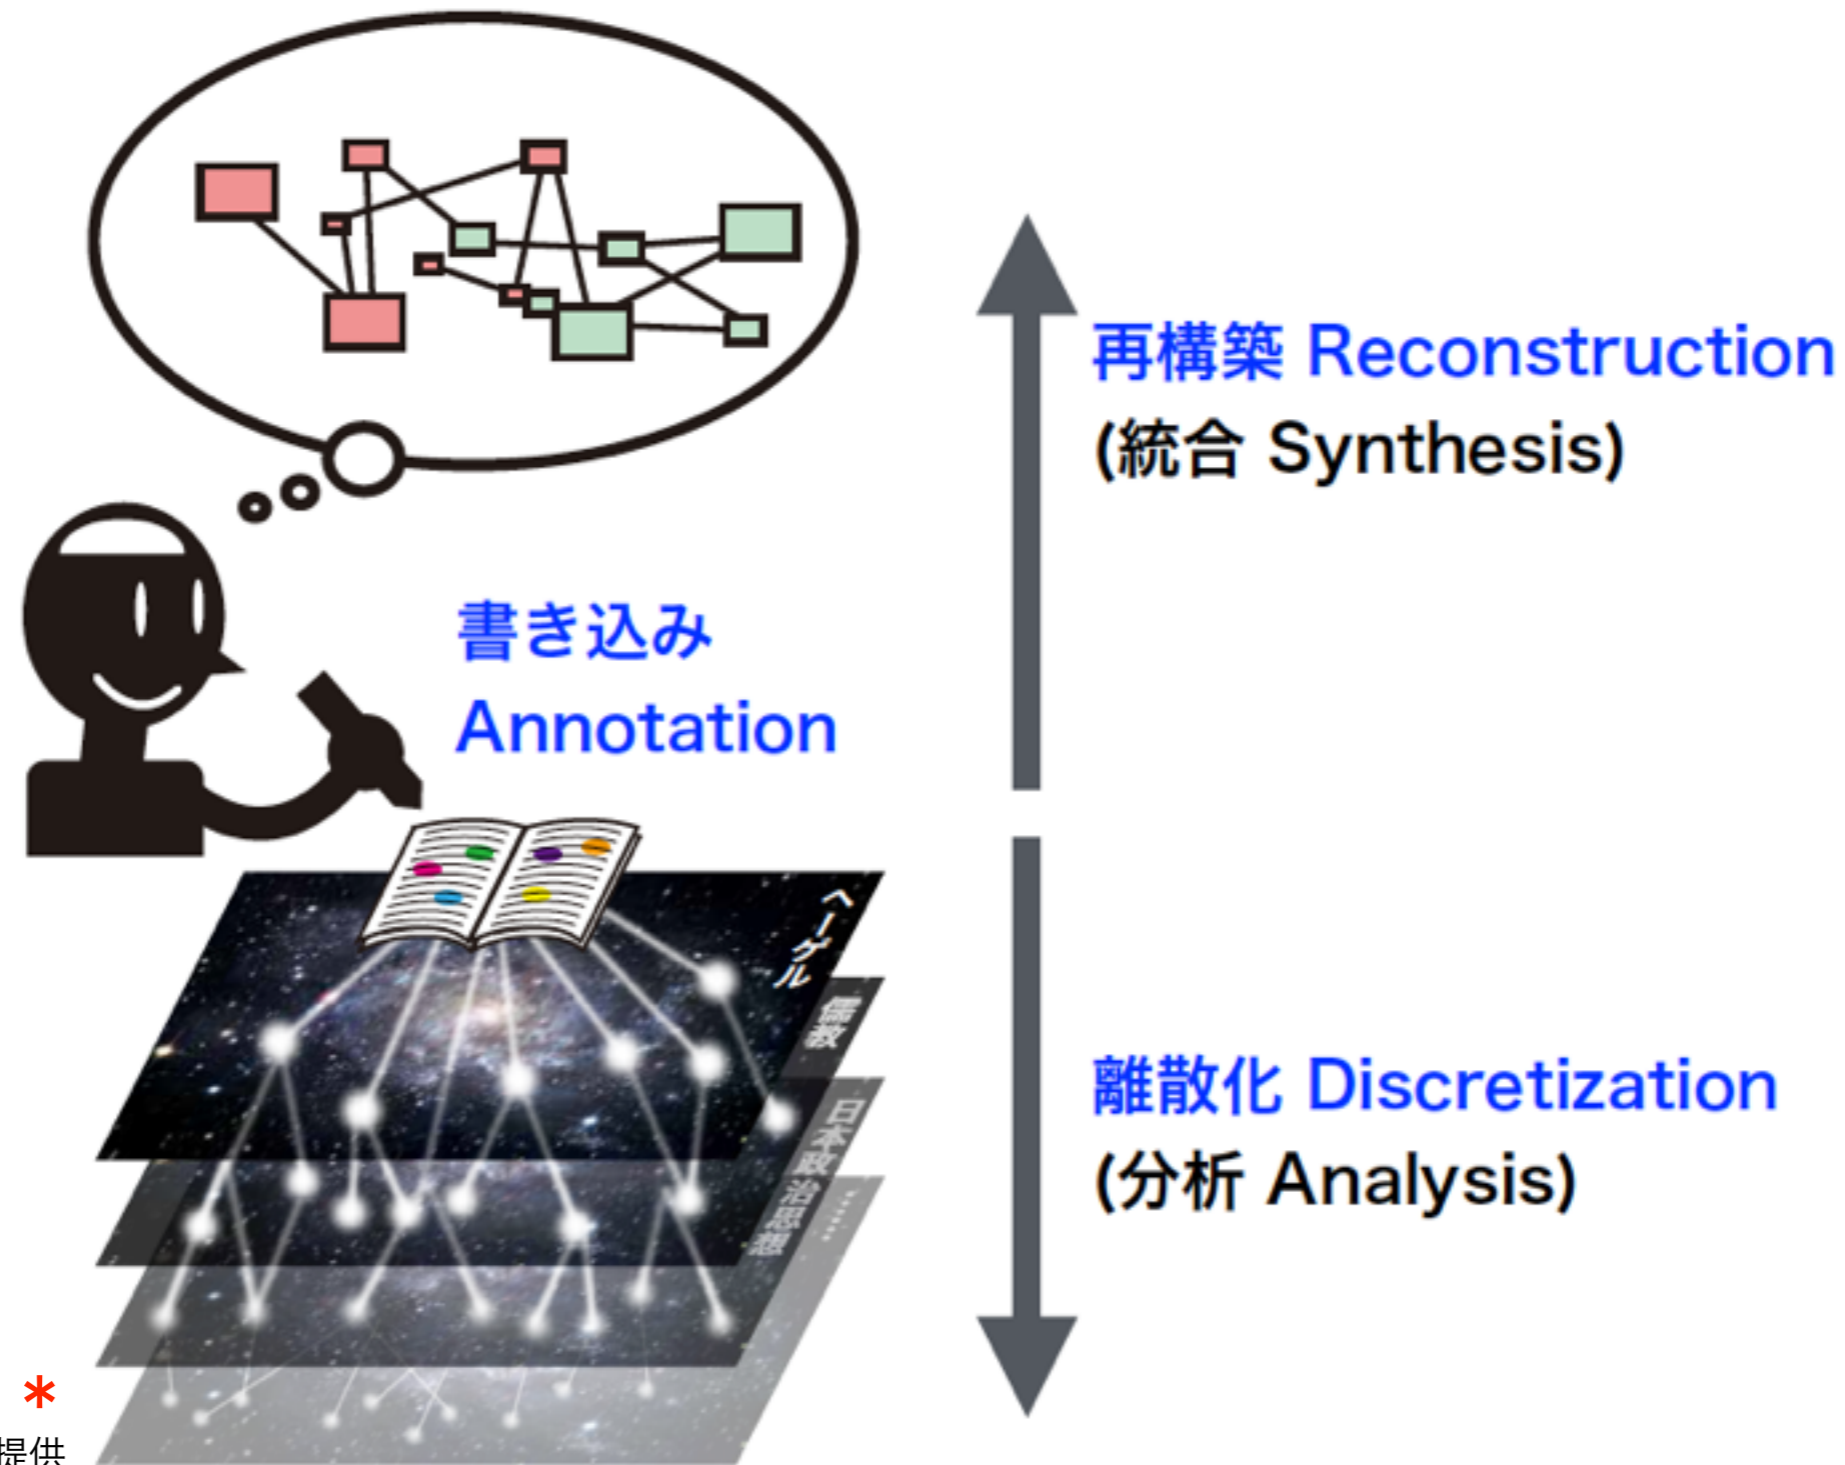 再構築 Reconstruction
(統合 Synthesis)
書き込み
Annotation
ヘーゲル
儒教
日本政治思想
離散化 Discretization
(分析 Analysis)
*
提供